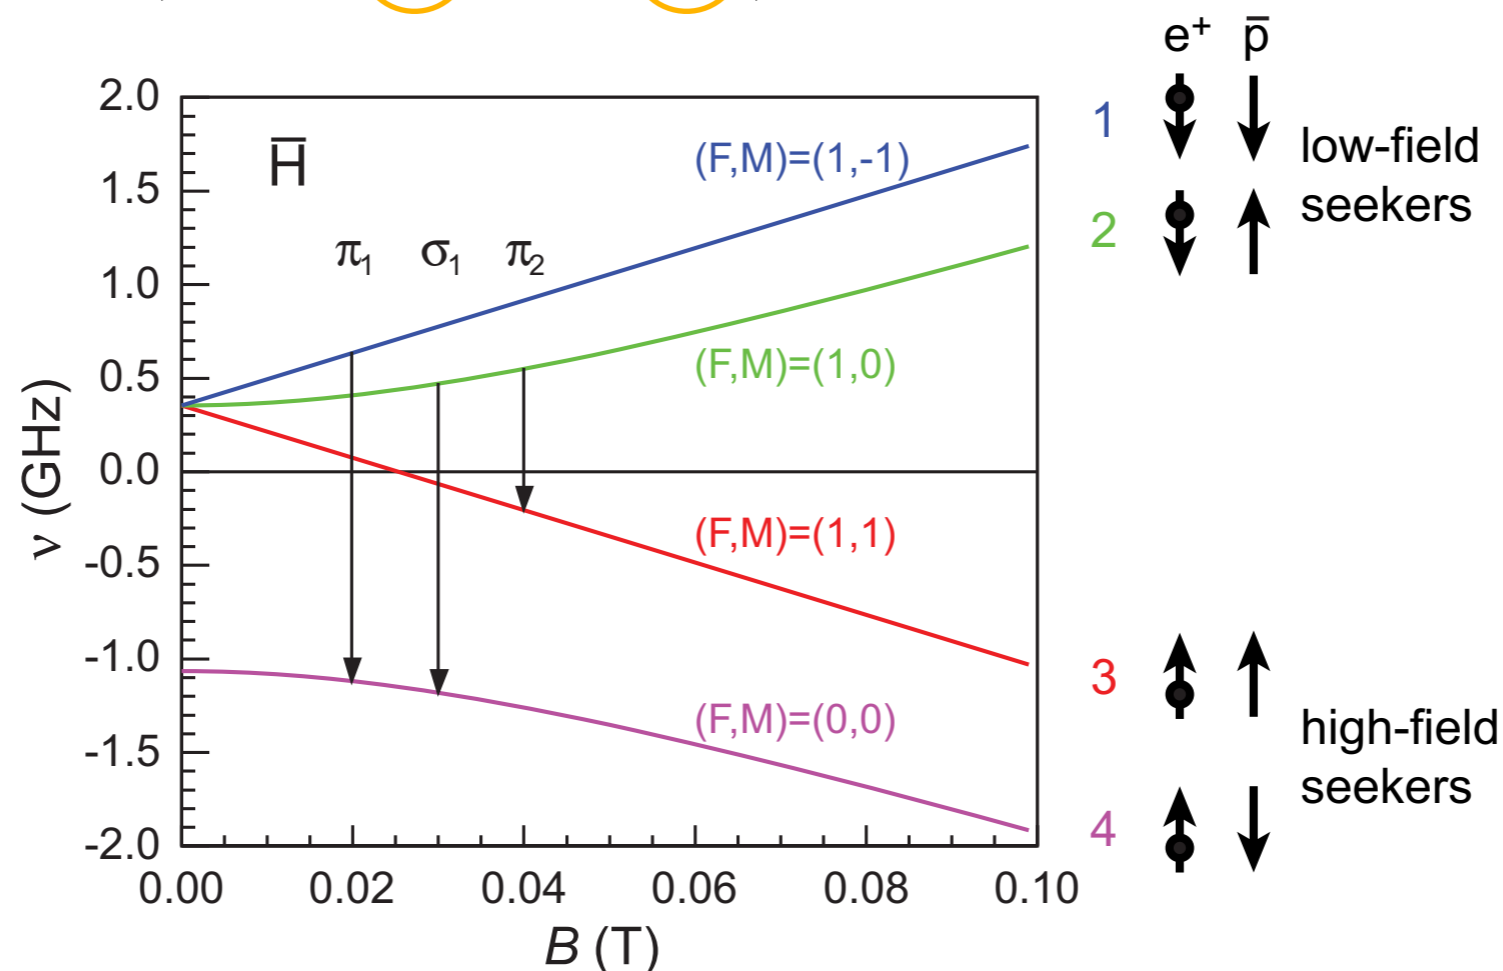 e⁺ p̄
2.0
1.5
1.0
0.5
0.0
-0.5
-1.0
-1.5
-2.0
ν (GHz)
H̅
(F,M)=(1,-1)
π₁ σ₁ π₂
(F,M)=(1,0)
(F,M)=(1,1)
(F,M)=(0,0)
0.00 0.02 0.04 0.06 0.08 0.10
B (T)
1
2
low-field
seekers
3
4
high-field
seekers